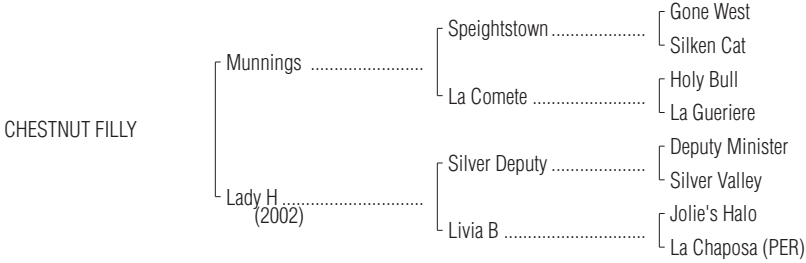 Gone West
Speightstown ......................
Silken Cat
Munnings ...........................
Holy Bull
La Comete ..........................
La Gueriere
CHESTNUT FILLY
Deputy Minister
Silver Deputy ......................
Silver Valley
Lady H .................................
(2002)
Jolie's Halo
Livia B .................................
La Chaposa (PER)